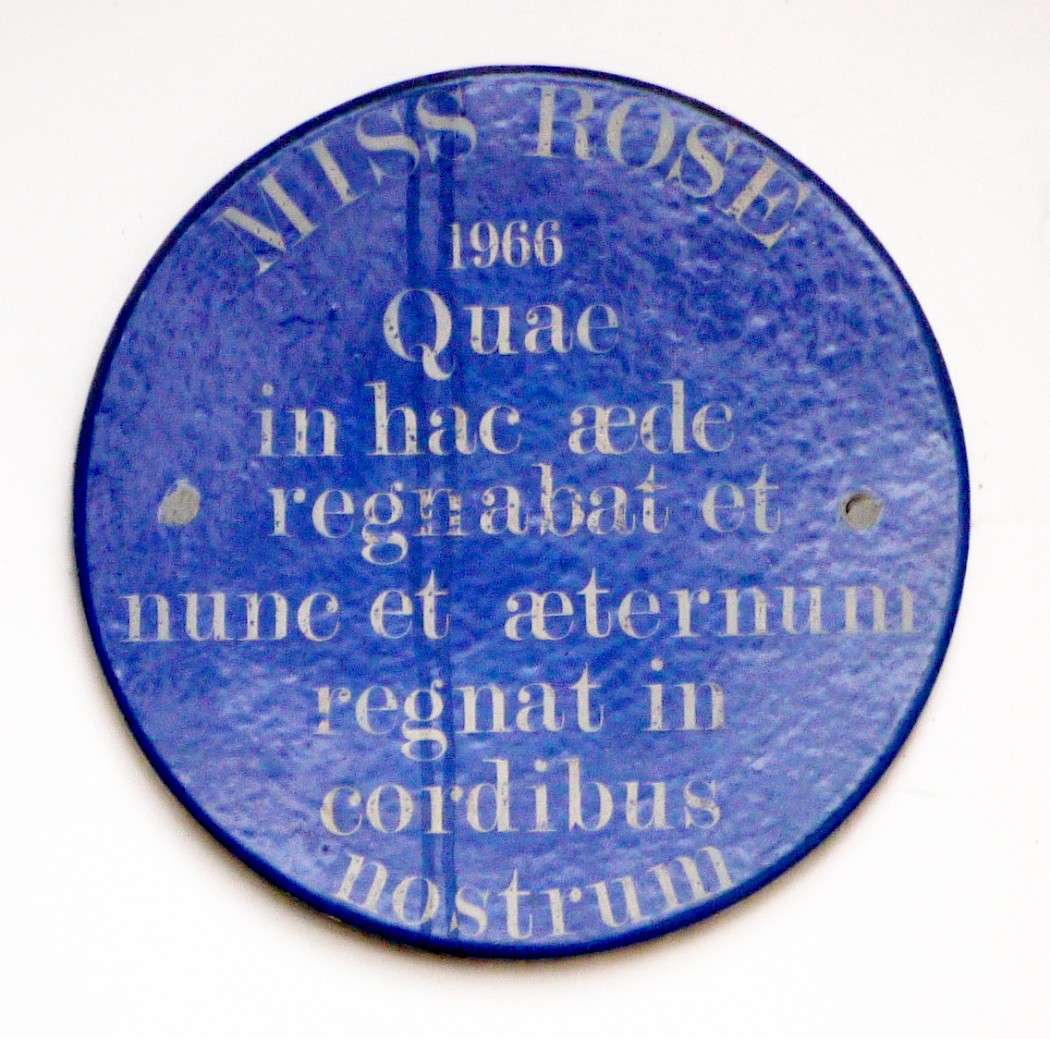 MISS ROSE
1966
Quae
in hac æde
regnabat et
nunc et æternum
regnat in
cordibus
nostrum